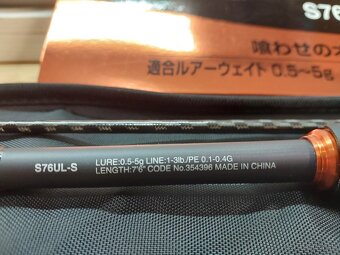 S76
喰わせの
適合ルアーウェイト 0.5~5g
S76UL-S
LURE:0.5-5g LINE:1-3lb./PE 0.1-0.4G
LENGTH:7'6" CODE No.354396 MADE IN CHINA